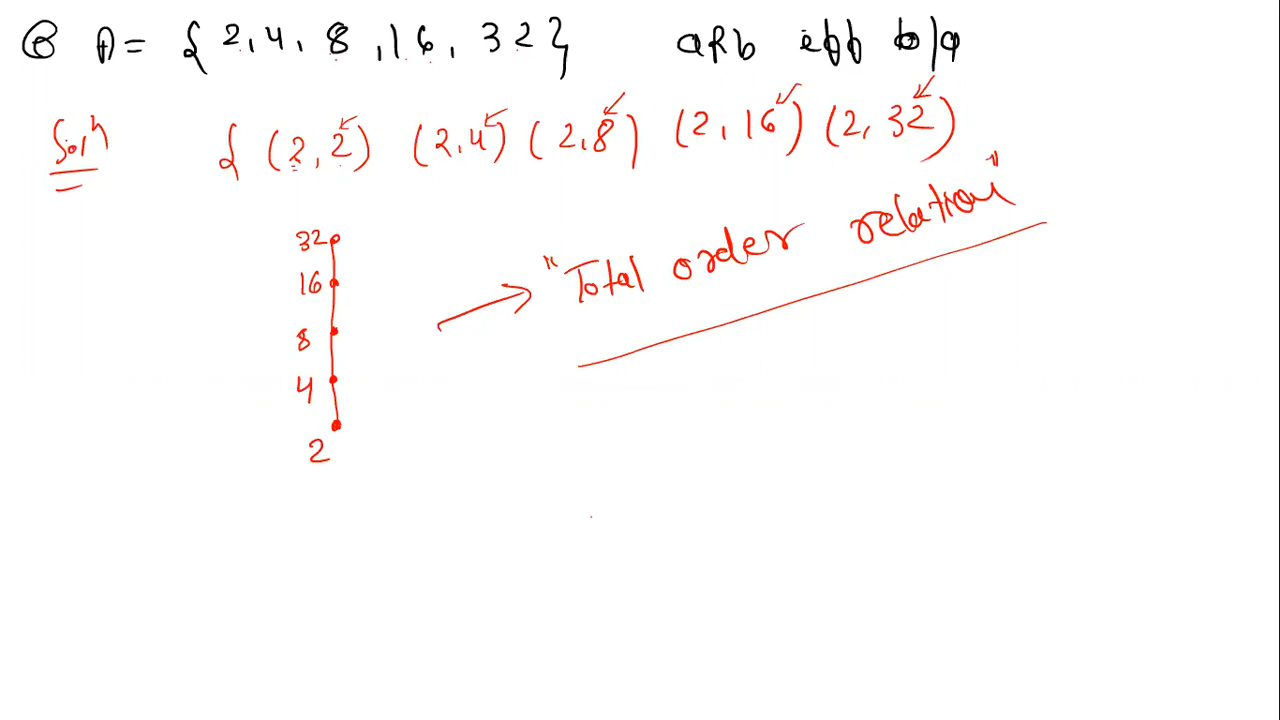 A = {2, 4, 8, 16, 32} aRb iff b/a
Solⁿ { (2, 2) (2, 4) (2, 8) (2, 16) (2, 32)
"Total order relation"
32
16
8
4
2